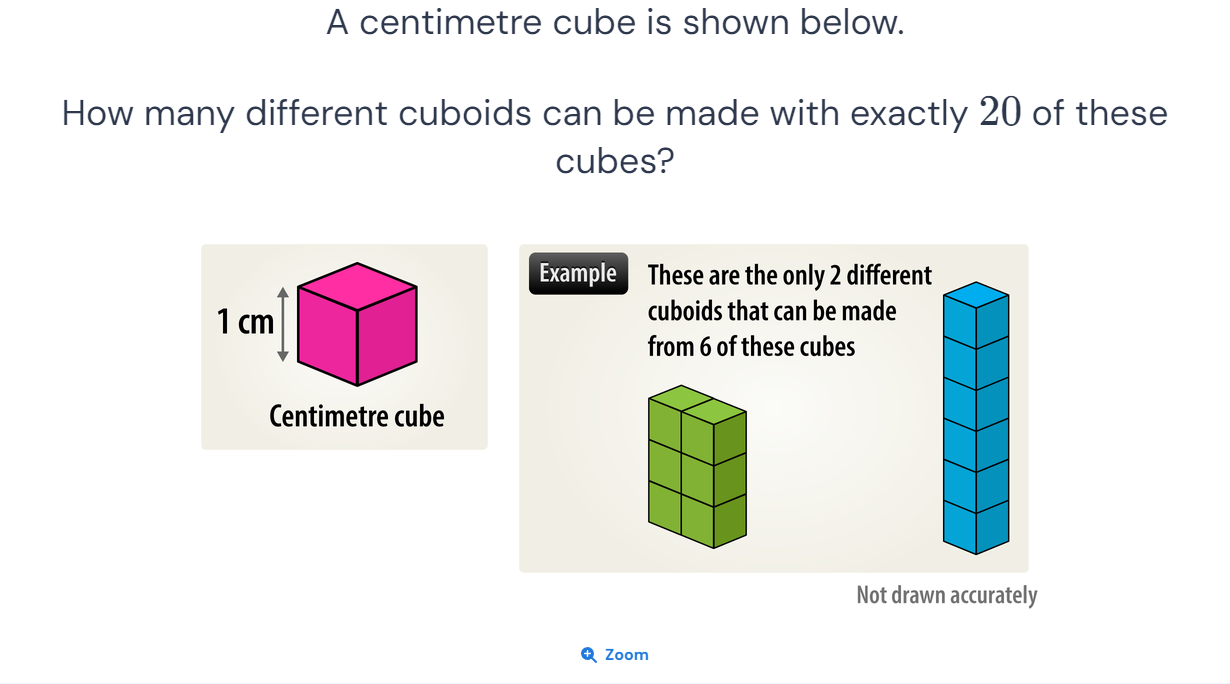 A centimetre cube is shown below.
How many different cuboids can be made with exactly 20 of these
cubes?
1 cm
Centimetre cube
Example
These are the only 2 different
cuboids that can be made
from 6 of these cubes
Not drawn accurately
Zoom